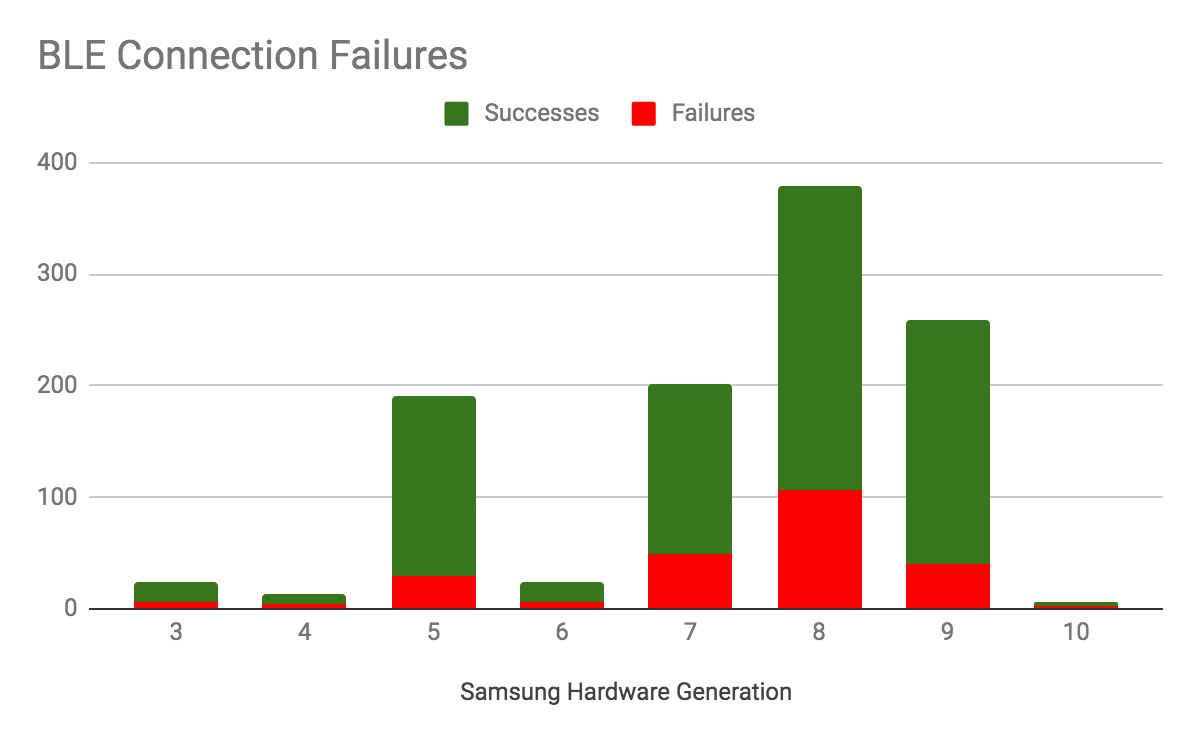 BLE Connection Failures
Successes Failures
400
300
200
100
0
3 4 5 6 7 8 9 10
Samsung Hardware Generation